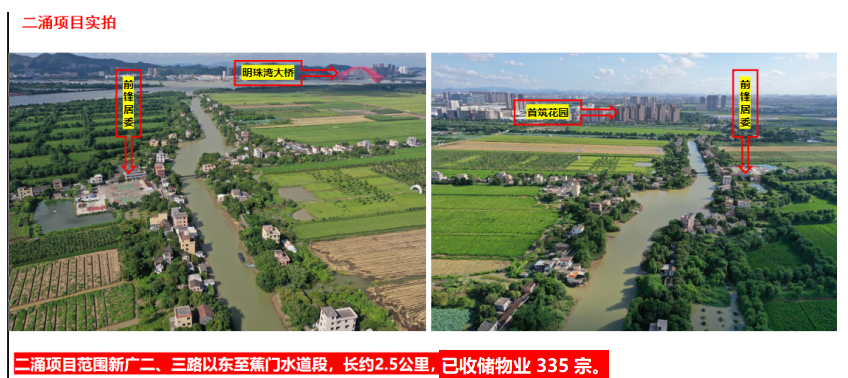 二涌项目实拍
前锋居委
明珠湾大桥
首筑花园
前锋居委
二涌项目范围新广二、三路以东至蕉门水道段，长约2.5公里，已收储物业 335 宗。